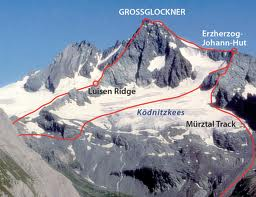 GROSSGLOCKNER
Erzherzog-
Johann-Hut
Luisen Ridge
Ködnitzkees
Mürztal Track